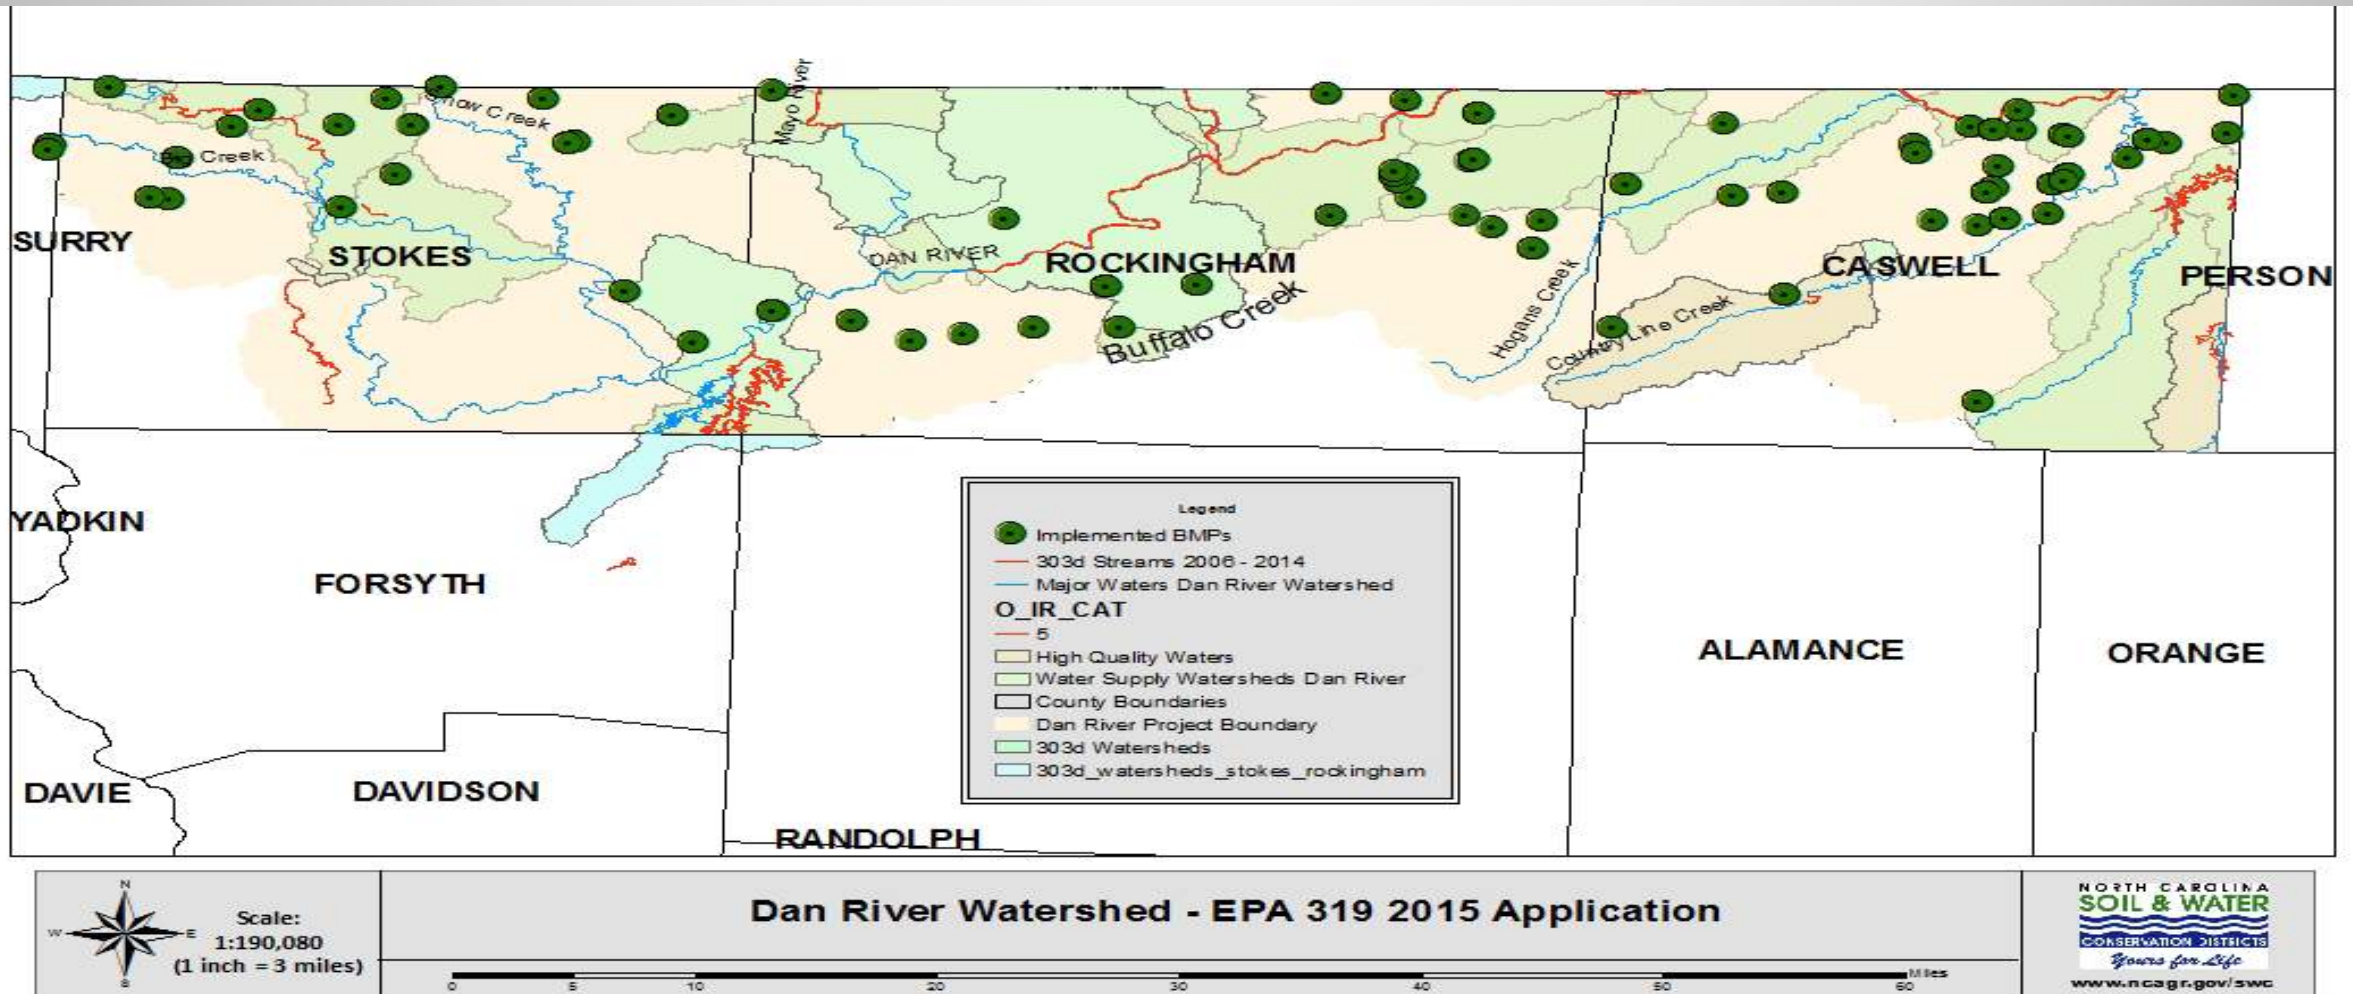 Mayo River
Snow Creek
Creek
SURRY
STOKES
DAN RIVER
ROCKINGHAM
CASWELL
PERSON
Buffalo Creek
Hogans Creek
Country Line Creek
YADKIN
FORSYTH
ALAMANCE
ORANGE
DAVIE
DAVIDSON
RANDOLPH
Legend
Implemented BMPs
303d Streams 2006 - 2014
Major Waters Dan River Watershed
O_IR_CAT
5
High Quality Waters
Water Supply Watersheds Dan River
County Boundaries
Dan River Project Boundary
303d Watersheds
303d_watersheds_stokes_rockingham
N
W E
S
Scale:
1:190,080
(1 inch = 3 miles)
Dan River Watershed - EPA 319 2015 Application
Miles
0 5 10 20 30 40 50 60
NORTH CAROLINA
SOIL & WATER
CONSERVATION DISTRICTS
Yours for Life
www.ncagr.gov/swc